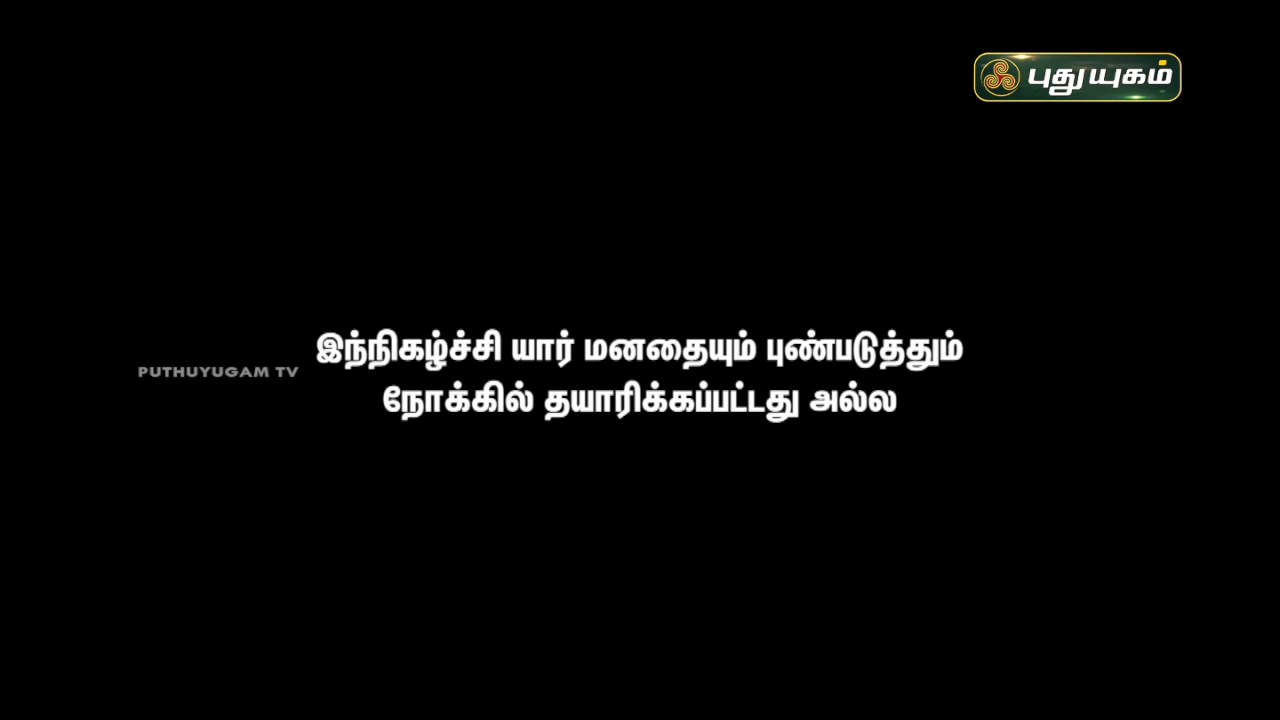 புதுயுகம்
இந்நிகழ்ச்சி யார் மனதையும் புண்படுத்தும்
PUTHUYUGAM TV
நோக்கில் தயாரிக்கப்பட்டது அல்ல